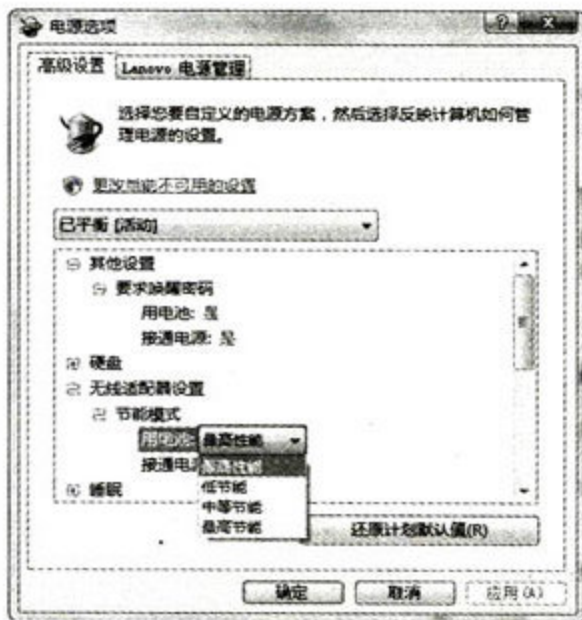 电源选项
高级设置
Lenovo 电源管理
选择您要自定义的电源方案，然后选择反映计算机如何管
理电源的设置。
更改当前不可用的设置
已平衡 [活动]
其他设置
要求唤醒密码
用电池: 是
接通电源: 是
硬盘
无线适配器设置
节能模式
用电池: 最高性能
接通电
最高性能
低节能
中等节能
最高节能
睡眠
还原计划默认值(R)
确定
取消
应用(A)